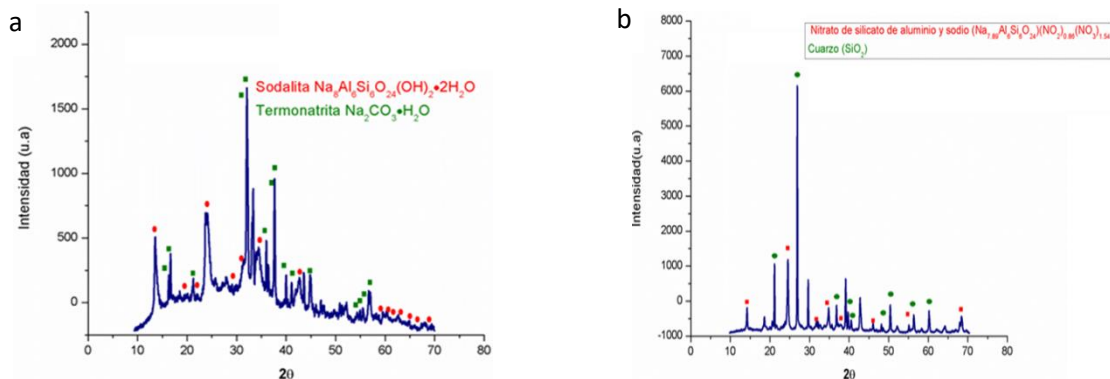 a
2000
1500
1000
500
0
0 10 20 30 40 50 60 70 80
2θ
Intensidad (u.a)
Sodalita Na₈Al₆Si₆O₂₄(OH)₂•2H₂O
Termonatrita Na₂CO₃•H₂O
b
8000
7000
6000
5000
4000
3000
2000
1000
0
-1000
0 10 20 30 40 50 60 70 80
2θ
Intensidad(u.a)
Nitrato de silicato de aluminio y sodio (Na₇.₈₉Al₆Si₆O₂₄)(NO₂)₀.₈₆(NO₃)₁.₅₄
Cuarzo (SiO₂)